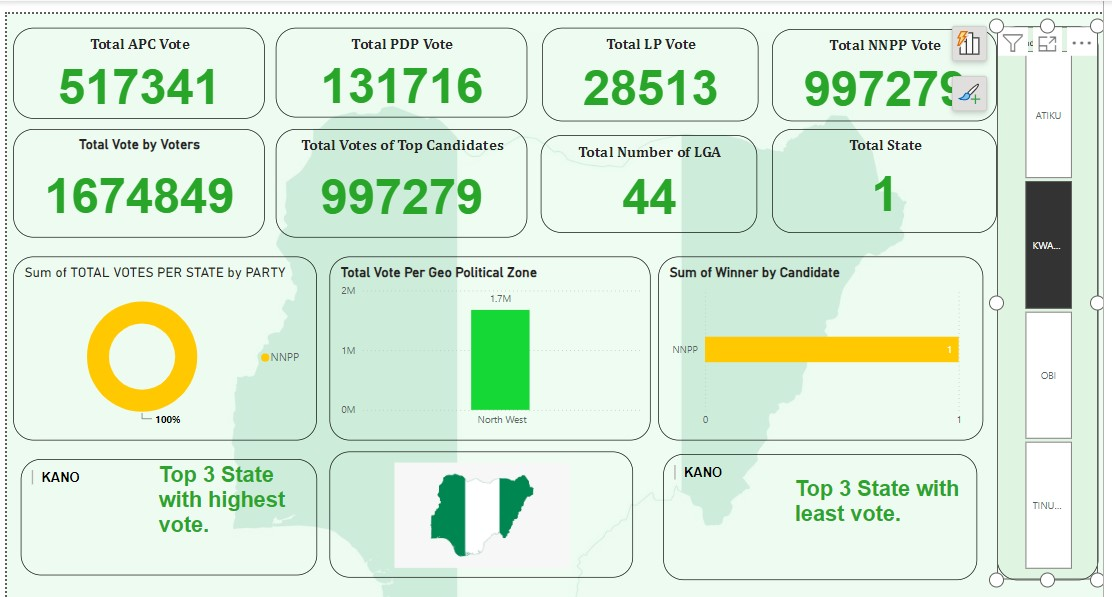 Total APC Vote
517341
Total PDP Vote
131716
Total LP Vote
28513
Total NNPP Vote
997279
Total Vote by Voters
1674849
Total Votes of Top Candidates
997279
Total Number of LGA
44
Total State
1
ATIKU
KWA...
OBI
TINU...
Sum of TOTAL VOTES PER STATE by PARTY
NNPP
100%
Total Vote Per Geo Political Zone
2M
1.7M
1M
0M
North West
Sum of Winner by Candidate
NNPP
1
0
1
KANO
Top 3 State
with highest
vote.
KANO
Top 3 State with
least vote.